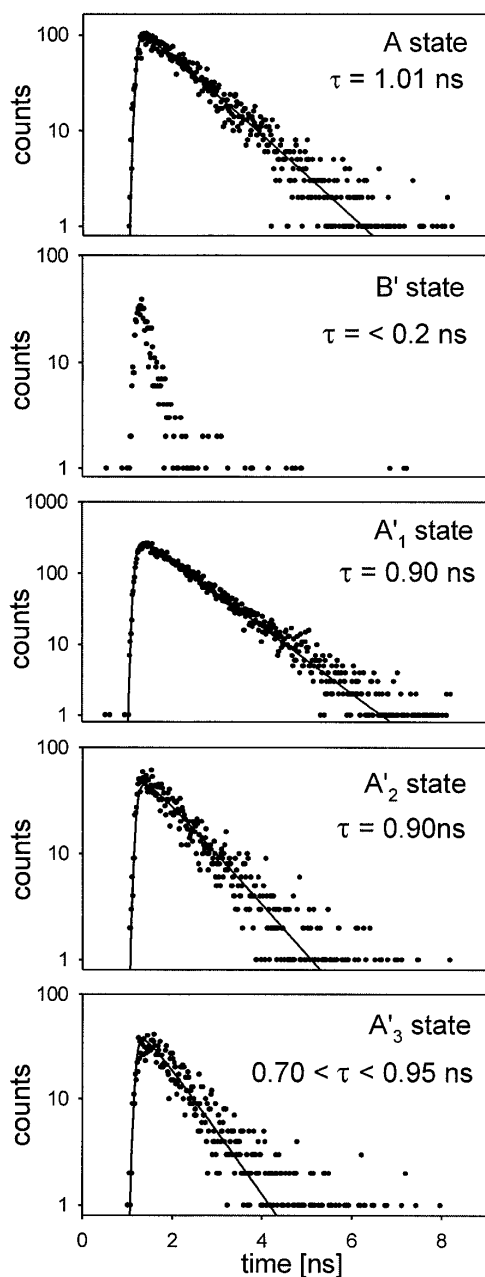 100
10
1
counts
A state
τ = 1.01 ns
100
10
1
counts
B' state
τ = < 0.2 ns
1000
100
10
1
counts
A'₁ state
τ = 0.90 ns
100
10
1
counts
A'₂ state
τ = 0.90ns
100
10
1
counts
A'₃ state
0.70 < τ < 0.95 ns
0 2 4 6 8
time [ns]